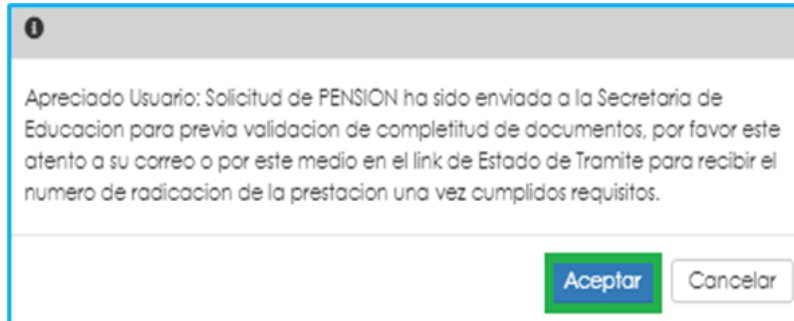 Apreciado Usuario: Solicitud de PENSION ha sido enviada a la Secretaria de
Educacion para previa validacion de completitud de documentos, por favor este
atento a su correo o por este medio en el link de Estado de Tramite para recibir el
numero de radicacion de la prestacion una vez cumplidos requisitos.
Aceptar Cancelar